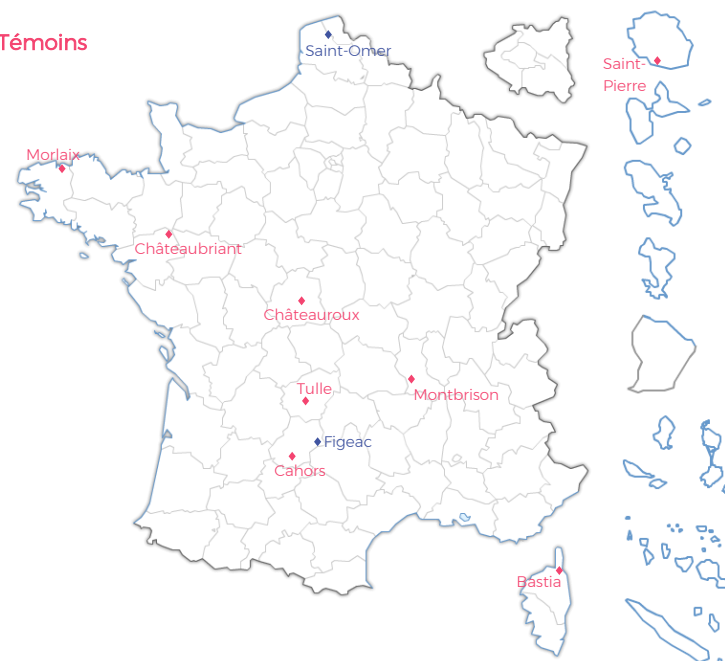 Témoins
Saint-Omer
Saint-
Pierre
Morlaix
Châteaubriant
Châteauroux
Tulle
Montbrison
Figeac
Cahors
Bastia